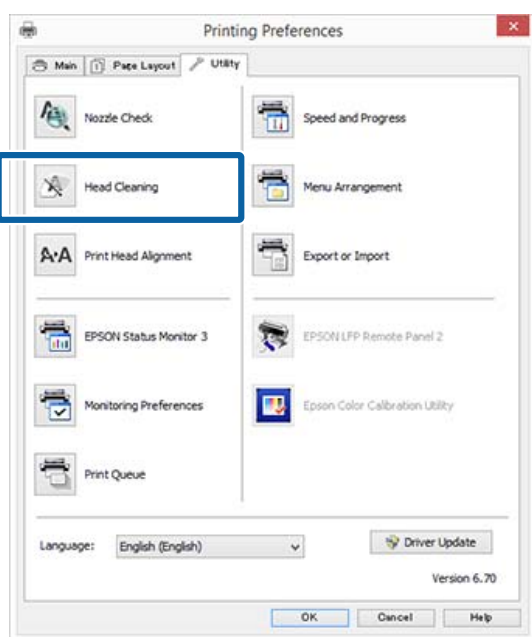 Printing Preferences
Main
Page Layout
Utility
Nozzle Check
Speed and Progress
Head Cleaning
Menu Arrangement
A·A
Print Head Alignment
Export or Import
EPSON Status Monitor 3
EPSON LFP Remote Panel 2
Monitoring Preferences
Epson Color Calibration Utility
Print Queue
Language:
English (English)
Driver Update
Version 6.70
OK
Cancel
Help